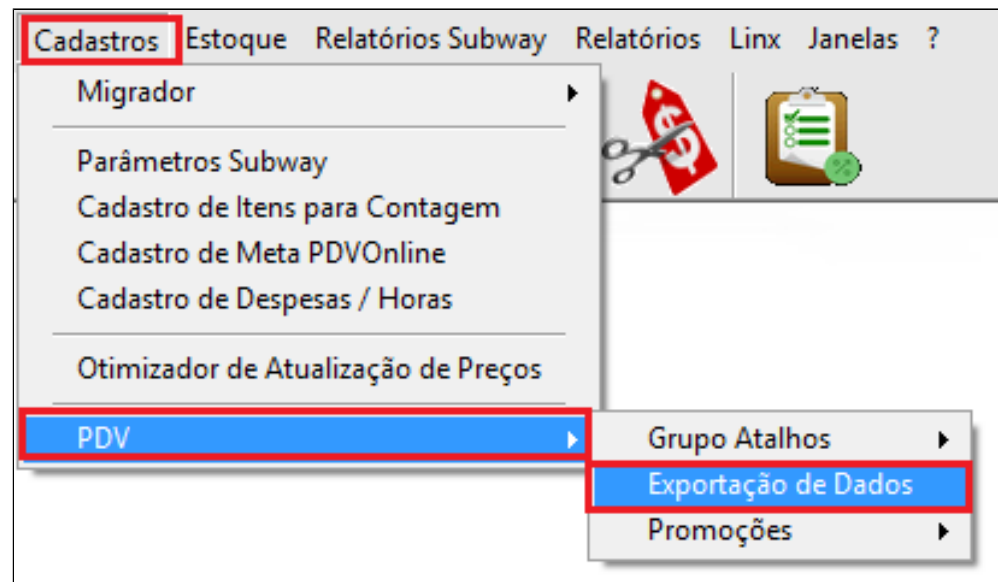 Cadastros Estoque Relatórios Subway Relatórios Linx Janelas ?
Migrador
Parâmetros Subway
Cadastro de Itens para Contagem
Cadastro de Meta PDVOnline
Cadastro de Despesas / Horas
Otimizador de Atualização de Preços
PDV
Grupo Atalhos
Exportação de Dados
Promoções